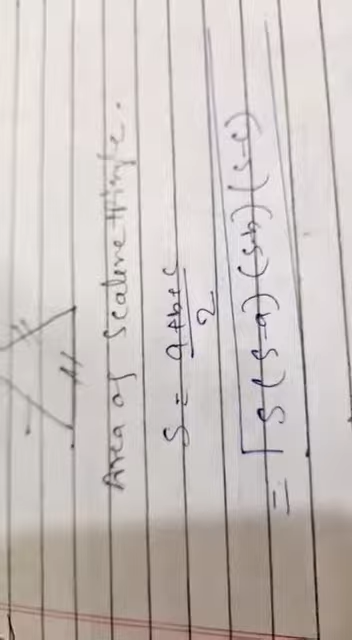 Area of Scalene triangle.
S = a+b+c / 2
= √S(S-a)(S-b)(S-c)